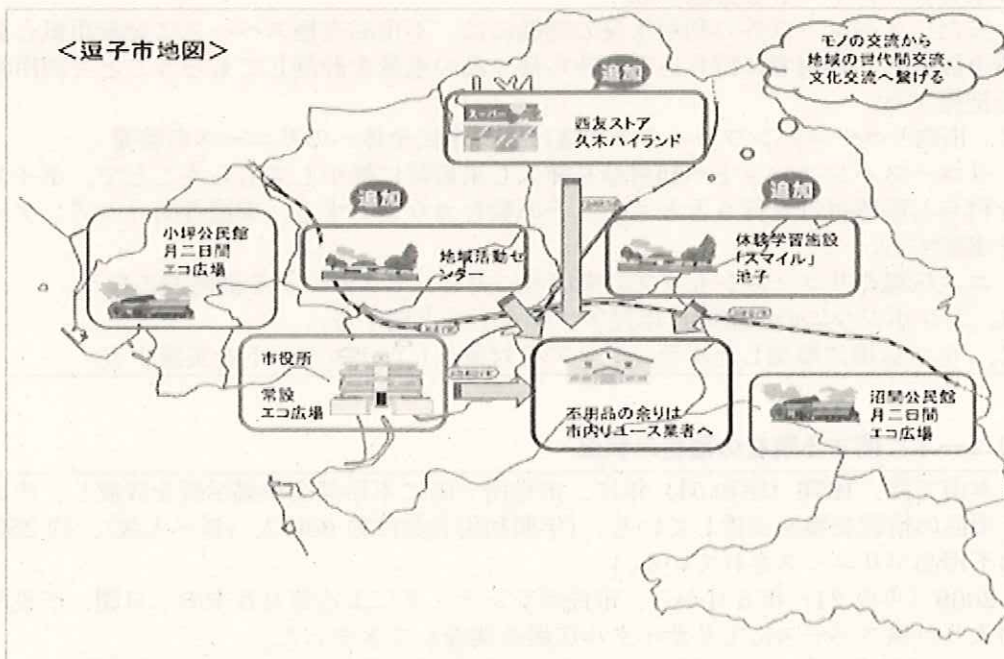 <逗子市地図>
モノの交流から
地域の世代間交流、
文化交流へ繋げる
追加
スーパー
西友ストア
久木ハイランド
追加
追加
小坪公民館
月二日間
エコ広場
地域活動セ
ンター
体験学習施設
「スマイル」
池子
市役所
常設
エコ広場
不用品の余りは
市内リユース業者へ
沼間公民館
月二日間
エコ広場